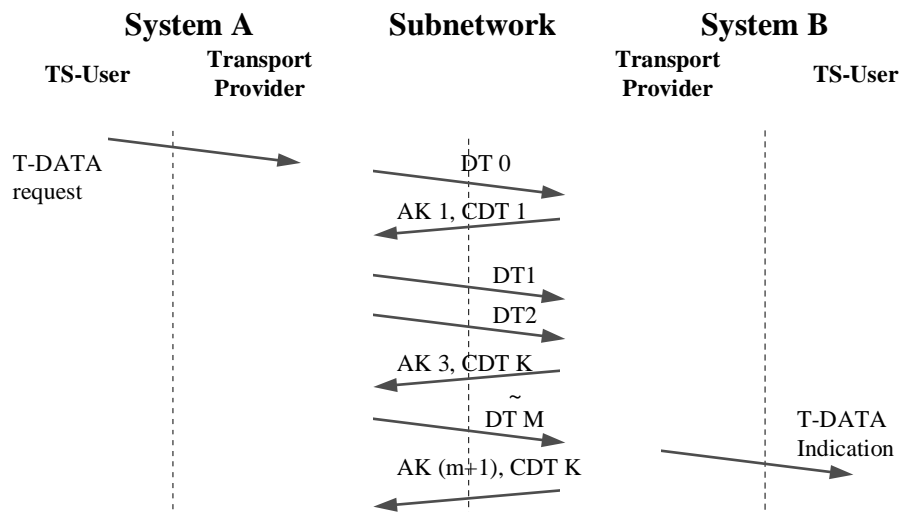 System A Subnetwork System B
TS-User Transport Provider Transport Provider TS-User
T-DATA
request
DT 0
AK 1, CDT 1
DT1
DT2
AK 3, CDT K
~
DT M
T-DATA
Indication
AK (m+1), CDT K